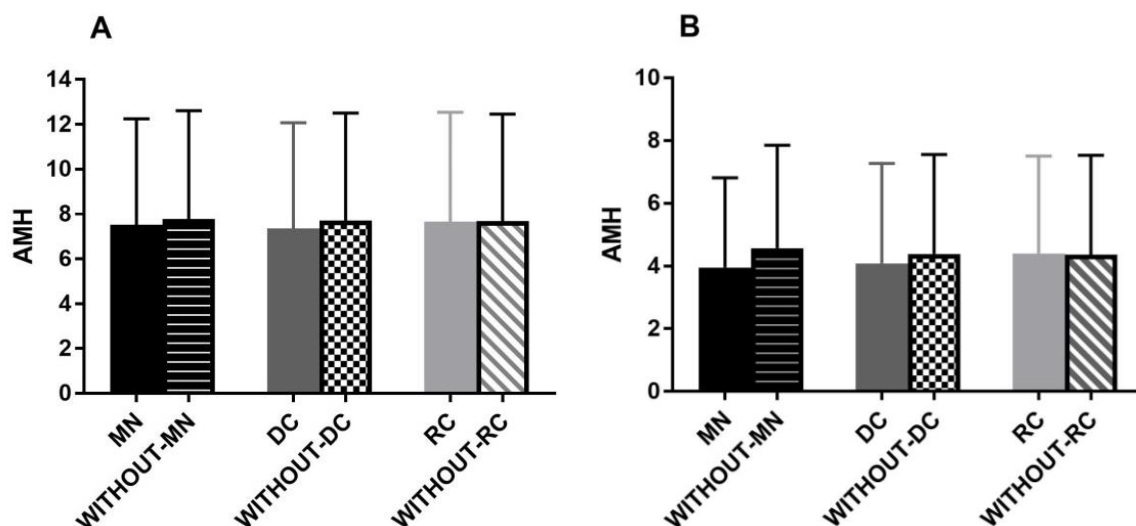 A
AMH
14
12
10
8
6
4
2
0
MN
WITHOUT-MN
DC
WITHOUT-DC
RC
WITHOUT-RC
B
AMH
10
8
6
4
2
0
MN
WITHOUT-MN
DC
WITHOUT-DC
RC
WITHOUT-RC